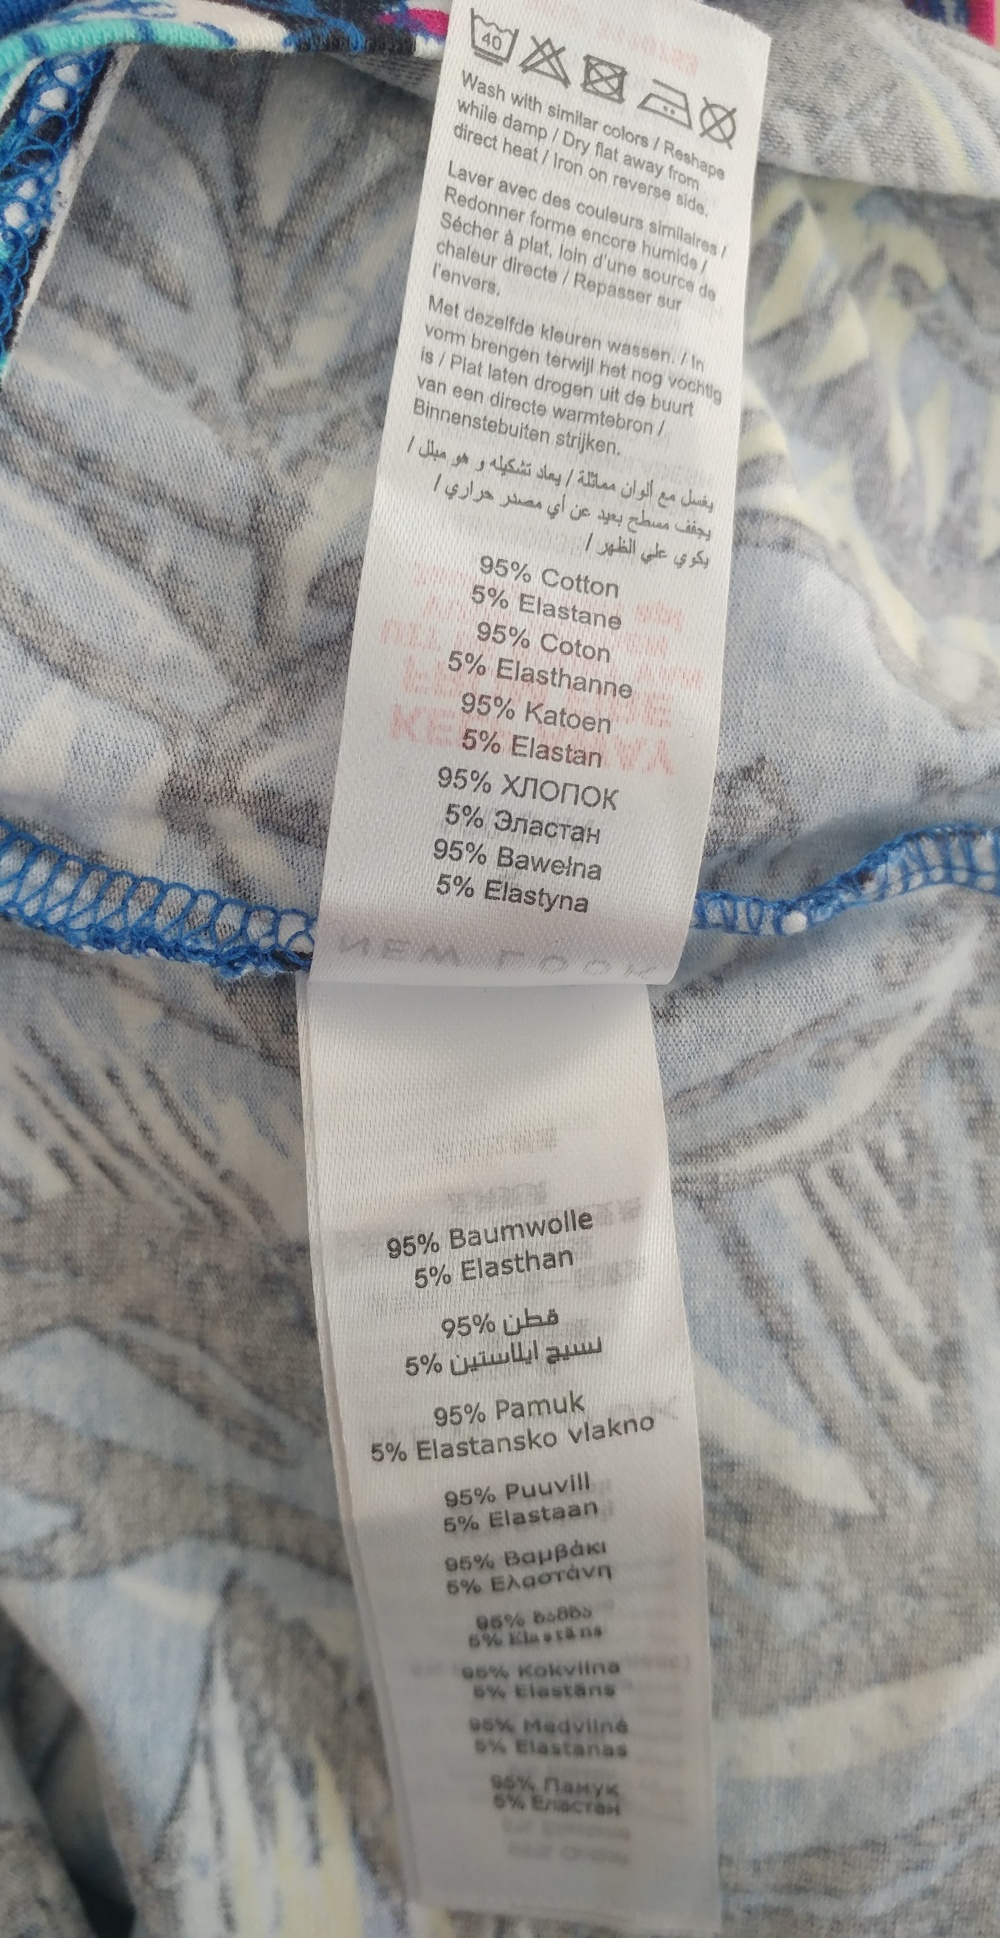 40
Wash with similar colors / Reshape
while damp / Dry flat away from
direct heat / Iron on reverse side.
Laver avec des couleurs similaires /
Redonner forme encore humide /
Sécher à plat, loin d'une source de
chaleur directe / Repasser sur
l'envers.
Met dezelfde kleuren wassen. / In
vorm brengen terwijl het nog vochtig
is / Plat laten drogen uit de buurt
van een directe warmtebron /
Binnenstebuiten strijken.
يغسل مع ألوان مماثلة / يعاد تشكيله و هو مبلل /
يجفف مسطح بعيد عن أي مصدر حراري /
يكوي علي الظهر /
95% Cotton
5% Elastane
95% Coton
5% Elasthanne
95% Katoen
5% Elastan
95% ХЛОПОК
5% Эластан
95% Bawełna
5% Elastyna
95% Baumwolle
5% Elasthan
95% قطن
5% نسيج ايلاستين
95% Pamuk
5% Elastansko vlakno
95% Puuvill
5% Elastaan
95% Βαμβάκι
5% Ελαστάνη
95% ბამბა
5% Elastāns
95% Kokvilna
5% Elastāns
95% Medvilnė
5% Elastanas
95% Памук
5% Еластан